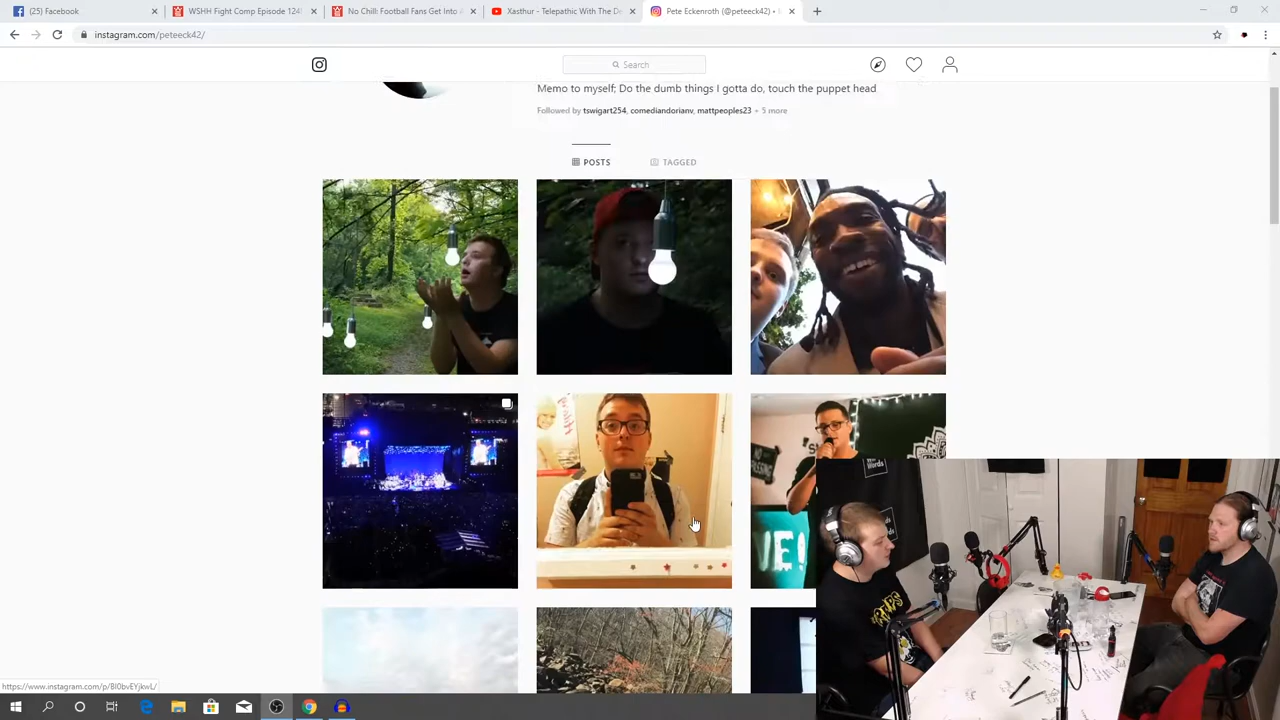 (25) Facebook
WSHH Fight Comp Episode 124
No Chill: Football Fans Get Into A
Xasthur - Telepathic With The De
Pete Eckenroth (@peteeck42) •
instagram.com/peteeck42/
Search
Memo to myself; Do the dumb things I gotta do, touch the puppet head
Followed by tswigart254, comediandorianv, mattpeoples23 + 5 more
POSTS
TAGGED
https://www.instagram.com/p/BI0bvEYjkwL/